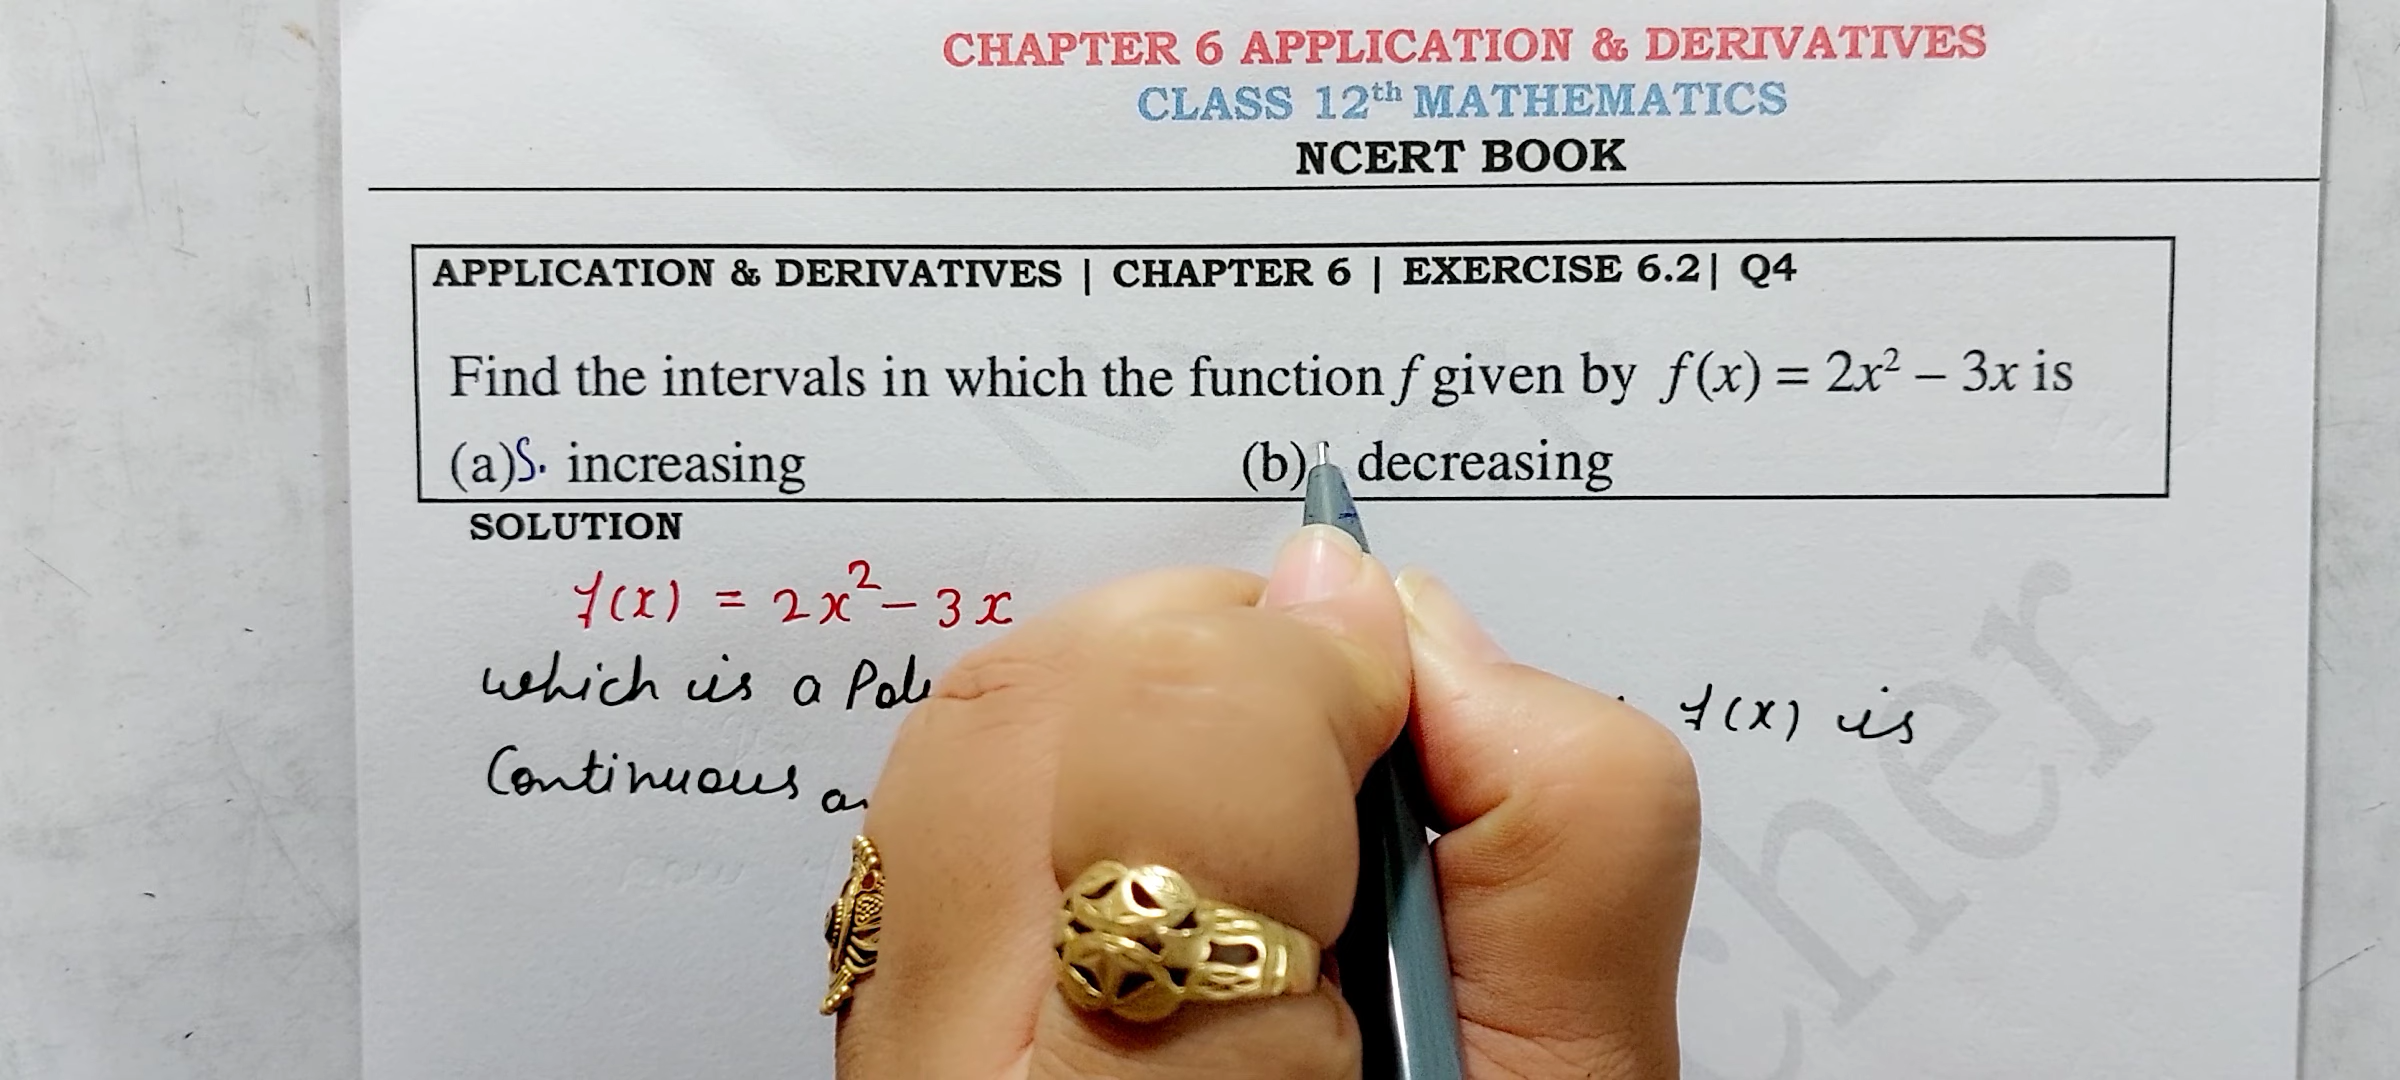 CHAPTER 6 APPLICATION & DERIVATIVES
CLASS 12th MATHEMATICS
NCERT BOOK
APPLICATION & DERIVATIVES | CHAPTER 6 | EXERCISE 6.2| Q4
Find the intervals in which the function f given by f(x) = 2x² – 3x is
(a)S. increasing (b) decreasing
SOLUTION
f(x) = 2x² – 3x
which is a f(x) is
Continuous